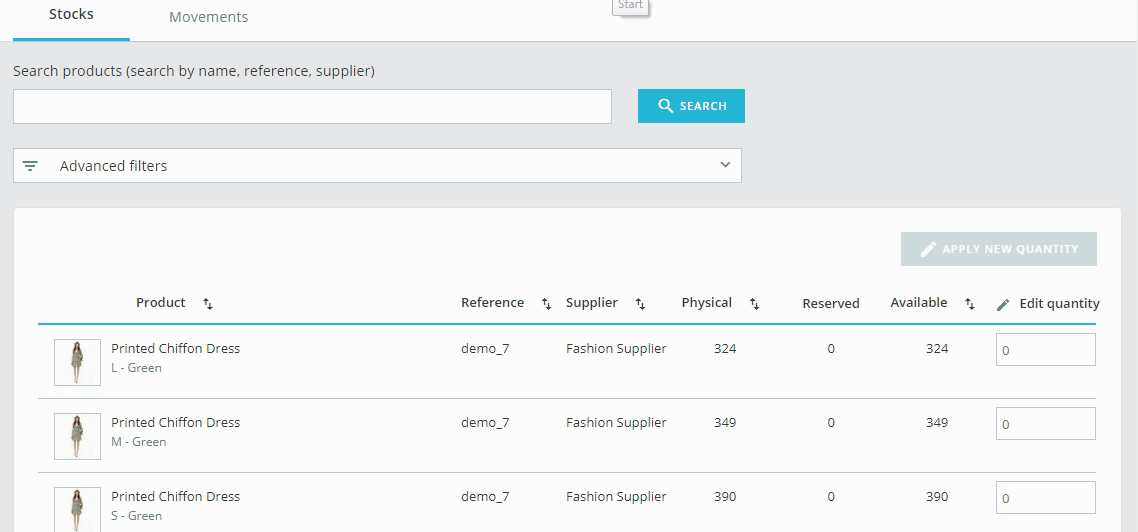 Start
Stocks Movements
Search products (search by name, reference, supplier)
SEARCH
Advanced filters
APPLY NEW QUANTITY
Product Reference Supplier Physical Reserved Available Edit quantity
Printed Chiffon Dress demo_7 Fashion Supplier 324 0 324 0
L - Green
Printed Chiffon Dress demo_7 Fashion Supplier 349 0 349 0
M - Green
Printed Chiffon Dress demo_7 Fashion Supplier 390 0 390 0
S - Green